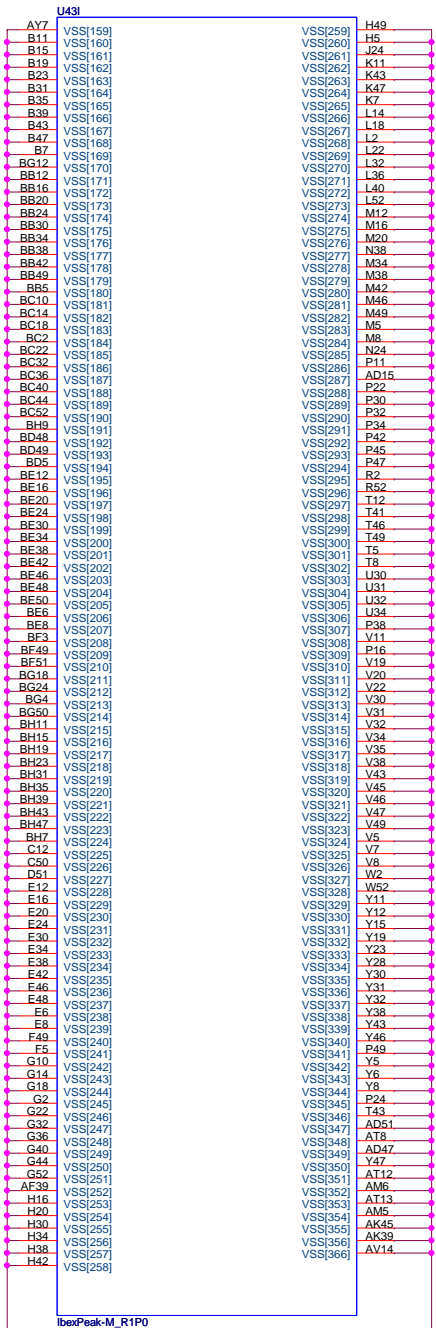 U43I
AY7 VSS[159] VSS[259] H49
B11 VSS[160] VSS[260] H5
B15 VSS[161] VSS[261] J24
B19 VSS[162] VSS[262] K11
B23 VSS[163] VSS[263] K43
B31 VSS[164] VSS[264] K47
B35 VSS[165] VSS[265] K7
B39 VSS[166] VSS[266] L14
B43 VSS[167] VSS[267] L18
B47 VSS[168] VSS[268] L2
B7 VSS[169] VSS[269] L22
BG12 VSS[170] VSS[270] L32
BB12 VSS[171] VSS[271] L36
BB16 VSS[172] VSS[272] L40
BB20 VSS[173] VSS[273] L52
BB24 VSS[174] VSS[274] M12
BB30 VSS[175] VSS[275] M16
BB34 VSS[176] VSS[276] M20
BB38 VSS[177] VSS[277] N38
BB42 VSS[178] VSS[278] M34
BB49 VSS[179] VSS[279] M38
BB5 VSS[180] VSS[280] M42
BC10 VSS[181] VSS[281] M46
BC14 VSS[182] VSS[282] M49
BC18 VSS[183] VSS[283] M5
BC2 VSS[184] VSS[284] M8
BC22 VSS[185] VSS[285] N24
BC32 VSS[186] VSS[286] P11
BC36 VSS[187] VSS[287] AD15
BC40 VSS[188] VSS[288] P22
BC44 VSS[189] VSS[289] P30
BC52 VSS[190] VSS[290] P32
BH9 VSS[191] VSS[291] P34
BD48 VSS[192] VSS[292] P42
BD49 VSS[193] VSS[293] P45
BD5 VSS[194] VSS[294] P47
BE12 VSS[195] VSS[295] R2
BE16 VSS[196] VSS[296] R52
BE20 VSS[197] VSS[297] T12
BE24 VSS[198] VSS[298] T41
BE30 VSS[199] VSS[299] T46
BE34 VSS[200] VSS[300] T49
BE38 VSS[201] VSS[301] T5
BE42 VSS[202] VSS[302] T8
BE46 VSS[203] VSS[303] U30
BE48 VSS[204] VSS[304] U31
BE50 VSS[205] VSS[305] U32
BE6 VSS[206] VSS[306] U34
BE8 VSS[207] VSS[307] P38
BF3 VSS[208] VSS[308] V11
BF49 VSS[209] VSS[309] P16
BF51 VSS[210] VSS[310] V19
BG18 VSS[211] VSS[311] V20
BG24 VSS[212] VSS[312] V22
BG4 VSS[213] VSS[313] V30
BG50 VSS[214] VSS[314] V31
BH11 VSS[215] VSS[315] V32
BH15 VSS[216] VSS[316] V34
BH19 VSS[217] VSS[317] V35
BH23 VSS[218] VSS[318] V38
BH31 VSS[219] VSS[319] V43
BH35 VSS[220] VSS[320] V45
BH39 VSS[221] VSS[321] V46
BH43 VSS[222] VSS[322] V47
BH47 VSS[223] VSS[323] V49
BH7 VSS[224] VSS[324] V5
C12 VSS[225] VSS[325] V7
C50 VSS[226] VSS[326] V8
D51 VSS[227] VSS[327] W2
E12 VSS[228] VSS[328] W52
E16 VSS[229] VSS[329] Y11
E20 VSS[230] VSS[330] Y12
E24 VSS[231] VSS[331] Y15
E30 VSS[232] VSS[332] Y19
E34 VSS[233] VSS[333] Y23
E38 VSS[234] VSS[334] Y28
E42 VSS[235] VSS[335] Y30
E46 VSS[236] VSS[336] Y31
E48 VSS[237] VSS[337] Y32
E6 VSS[238] VSS[338] Y38
E8 VSS[239] VSS[339] Y43
F49 VSS[240] VSS[340] Y46
F5 VSS[241] VSS[341] P49
G10 VSS[242] VSS[342] Y5
G14 VSS[243] VSS[343] Y6
G18 VSS[244] VSS[344] Y8
G2 VSS[245] VSS[345] P24
G22 VSS[246] VSS[346] T43
G32 VSS[247] VSS[347] AD51
G36 VSS[248] VSS[348] AT8
G40 VSS[249] VSS[349] AD47
G44 VSS[250] VSS[350] Y47
G52 VSS[251] VSS[351] AT12
AF39 VSS[252] VSS[352] AM6
H16 VSS[253] VSS[353] AT13
H20 VSS[254] VSS[354] AM5
H30 VSS[255] VSS[355] AK45
H34 VSS[256] VSS[356] AK39
H38 VSS[257] VSS[366] AV14
H42 VSS[258]
IbexPeak-M_R1P0